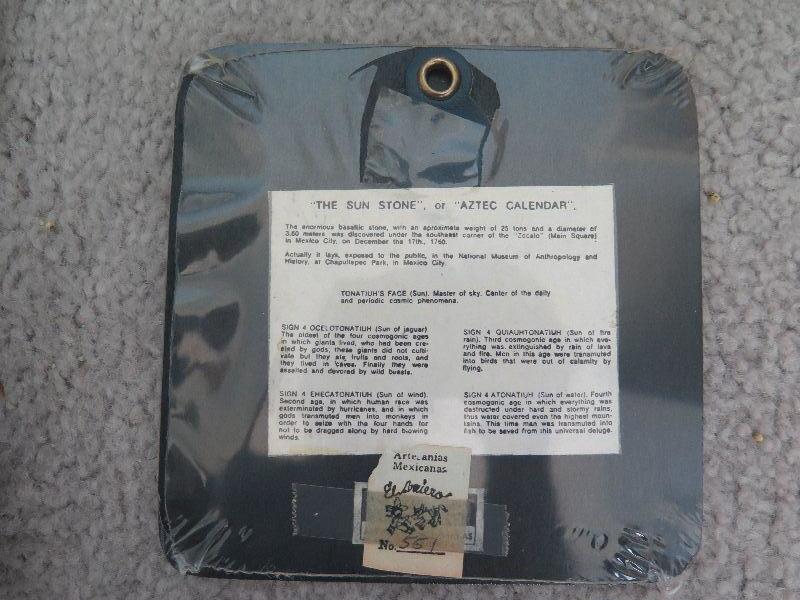 "THE SUN STONE", or "AZTEC CALENDAR".
The enormous basaltic stone, with an aproximate weight of 25 tons and a diameter of
3.60 meters was discovered under the southeast corner of the "Zocalo" (Main Square)
in Mexico City, on December the 17th., 1760.
Actually it lays, exposed to the public, in the National Museum of Anthropology and
History, at Chapultepec Park, in Mexico City.
TONATIUH'S FACE (Sun). Master of sky. Center of the daily
and periodic cosmic phenomena.
SIGN 4 OCELOTONATIUH (Sun of jaguar)
The oldest of the four cosmogonic ages
in which giants lived, who had been cre-
ated by gods, these giants did not culti-
vate but they ate fruits and roots, and
they lived in caves. Finally they were
assailed and devored by wild beasts.
SIGN 4 QUIAUHTONATIUH (Sun of fire
rain). Third cosmogonic age in which eve-
rything was extinguished by rain of lava
and fire. Men in this age were transmuted
into birds that were out of calamity by
flying.
SIGN 4 EHECATONATIUH (Sun of wind).
Second age, in which human race was
exterminated by hurricanes, and in which
gods transmuted men into monkeys in
order to seize with the four hands for
not to be dragged along by hard blowing
winds.
SIGN 4 ATONATIUH (Sun of water). Fourth
cosmogonic age in which everything was
destructed under hard and stormy rains,
thus water covered even the highest moun-
tains. This time man was transmuted into
fish to be saved from this universal deluge.
Artesanias
Mexicanas
El Arriero
No. 551